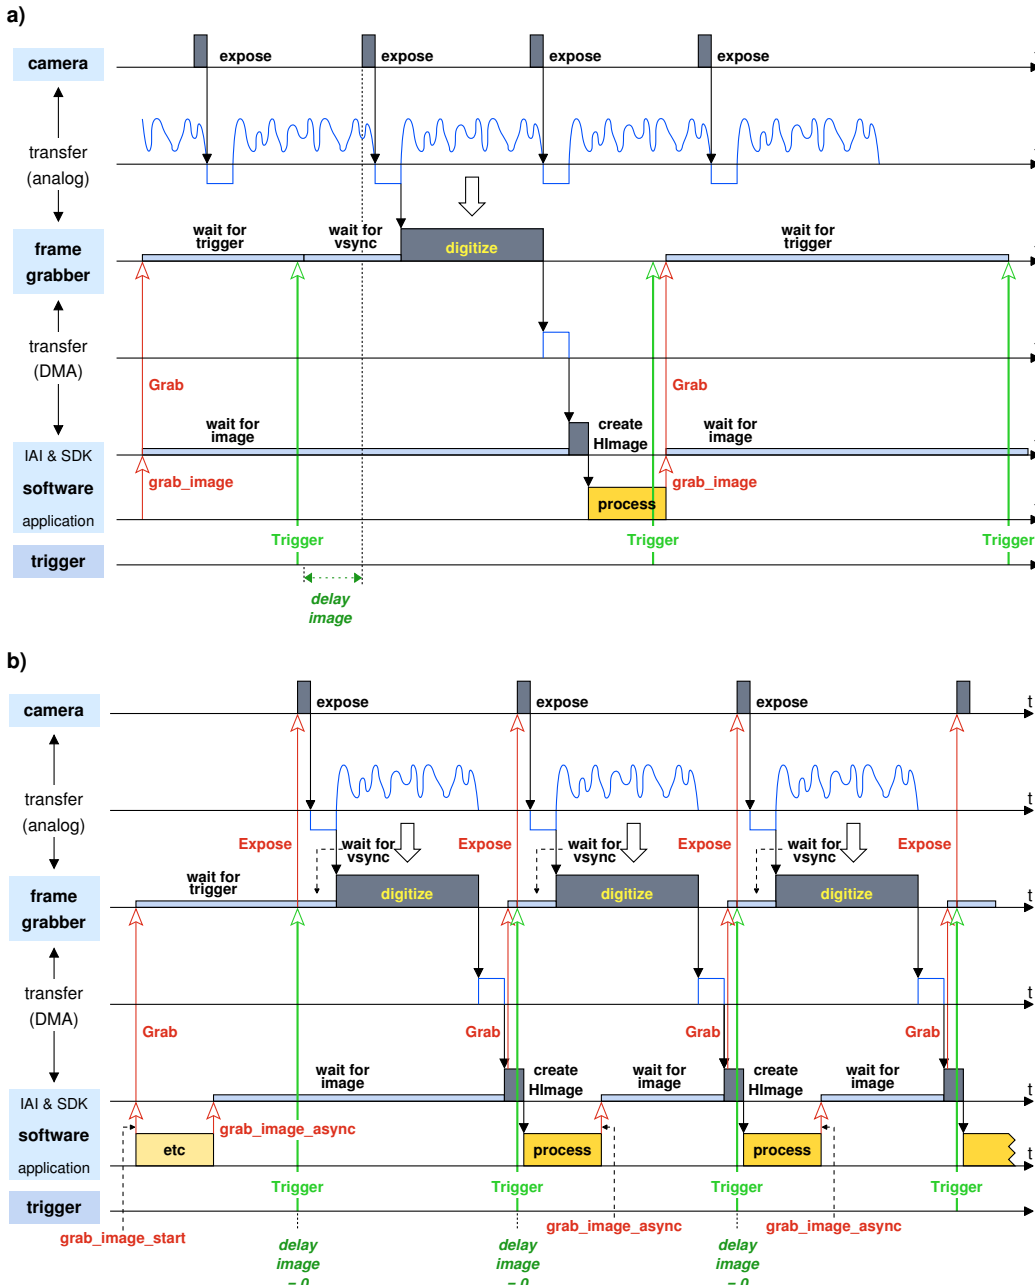 a)
expose
expose
expose
expose
camera
transfer
(analog)
wait for
trigger
wait for
vsync
wait for
trigger
frame
grabber
digitize
transfer
(DMA)
Grab
Grab
wait for
image
create
HImage
wait for
image
IAI & SDK
software
application
grab_image
process
grab_image
Trigger
Trigger
Trigger
trigger
delay
image
b)
camera
expose
expose
expose
t
transfer
(analog)
t
Expose
wait for
vsync
Expose
wait for
vsync
Expose
wait for
vsync
Expose
wait for
trigger
frame
grabber
digitize
digitize
digitize
t
transfer
(DMA)
t
Grab
Grab
Grab
Grab
wait for
image
create
HImage
wait for
image
create
HImage
wait for
image
IAI & SDK
t
software
application
etc
grab_image_async
process
process
t
Trigger
Trigger
Trigger
Trigger
trigger
grab_image_start
grab_image_async
grab_image_async
delay
image
= 0
delay
image
= 0
delay
image
= 0